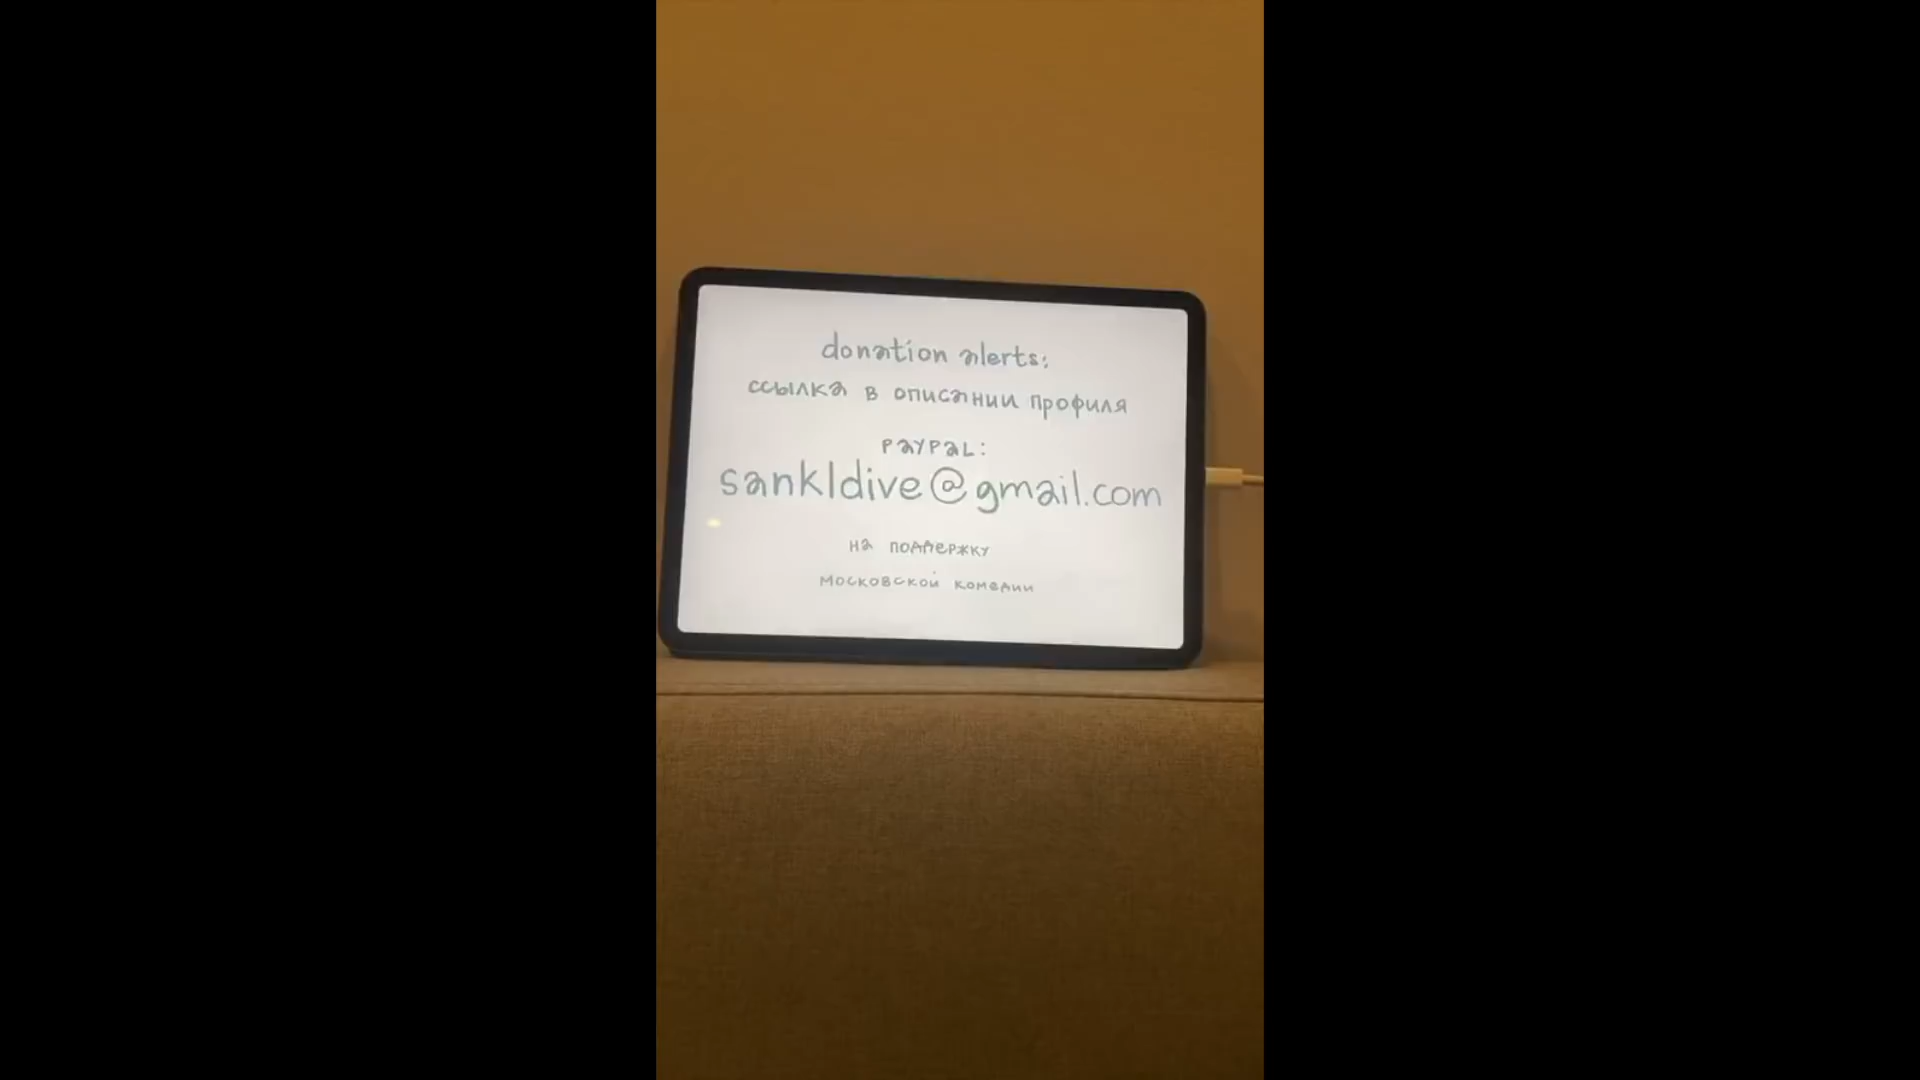 donation alerts:
ссылка в описании профиля
PAYPAL:
sankldive@gmail.com
на поддержку
московской комедии